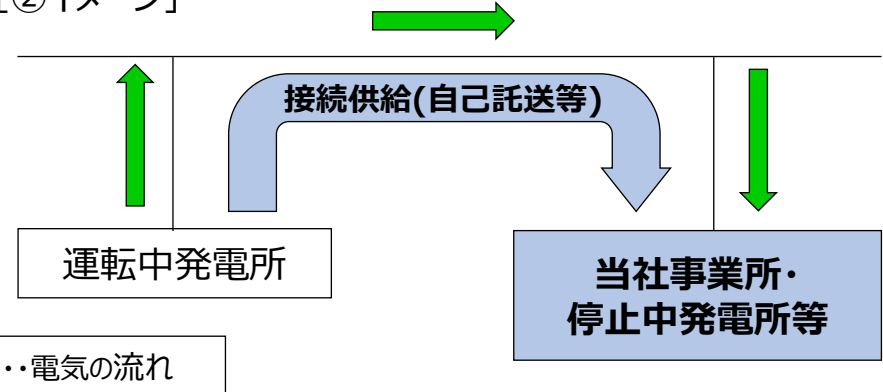 [②イメージ]
接続供給(自己託送等)
運転中発電所
当社事業所・
停止中発電所等
・・電気の流れ